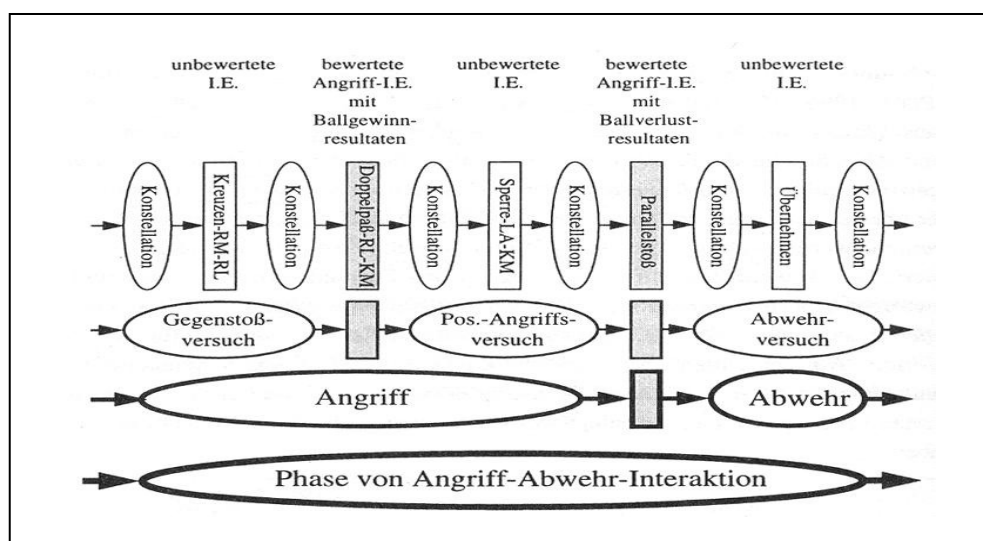 unbewertete
I.E.
bewertete
Angriff-I.E.
mit
Ballgewinn-
resultaten
unbewertete
I.E.
bewertete
Angriff-I.E.
mit
Ballverlust-
resultaten
unbewertete
I.E.
Konstellation
Kreuzen-RM-RL
Konstellation
Doppelpaß-RL-KM
Konstellation
Sperre-LA-KM
Konstellation
Parallelstoß
Konstellation
Übernehmen
Konstellation
Gegenstoß-
versuch
Pos.-Angriffs-
versuch
Abwehr-
versuch
Angriff
Abwehr
Phase von Angriff-Abwehr-Interaktion